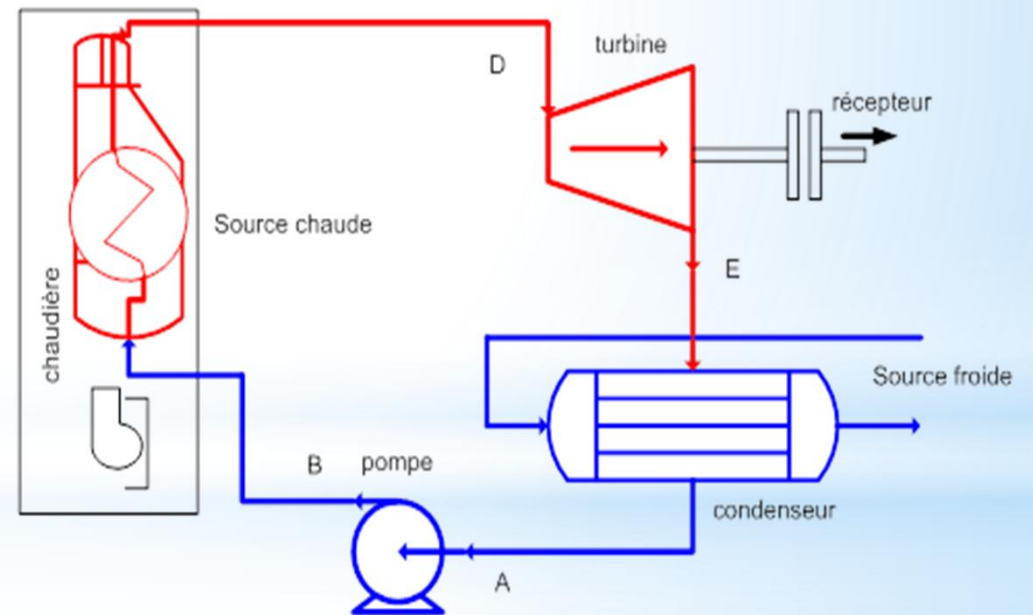 turbine
D
récepteur
Source chaude
E
chaudière
Source froide
B
pompe
condenseur
A